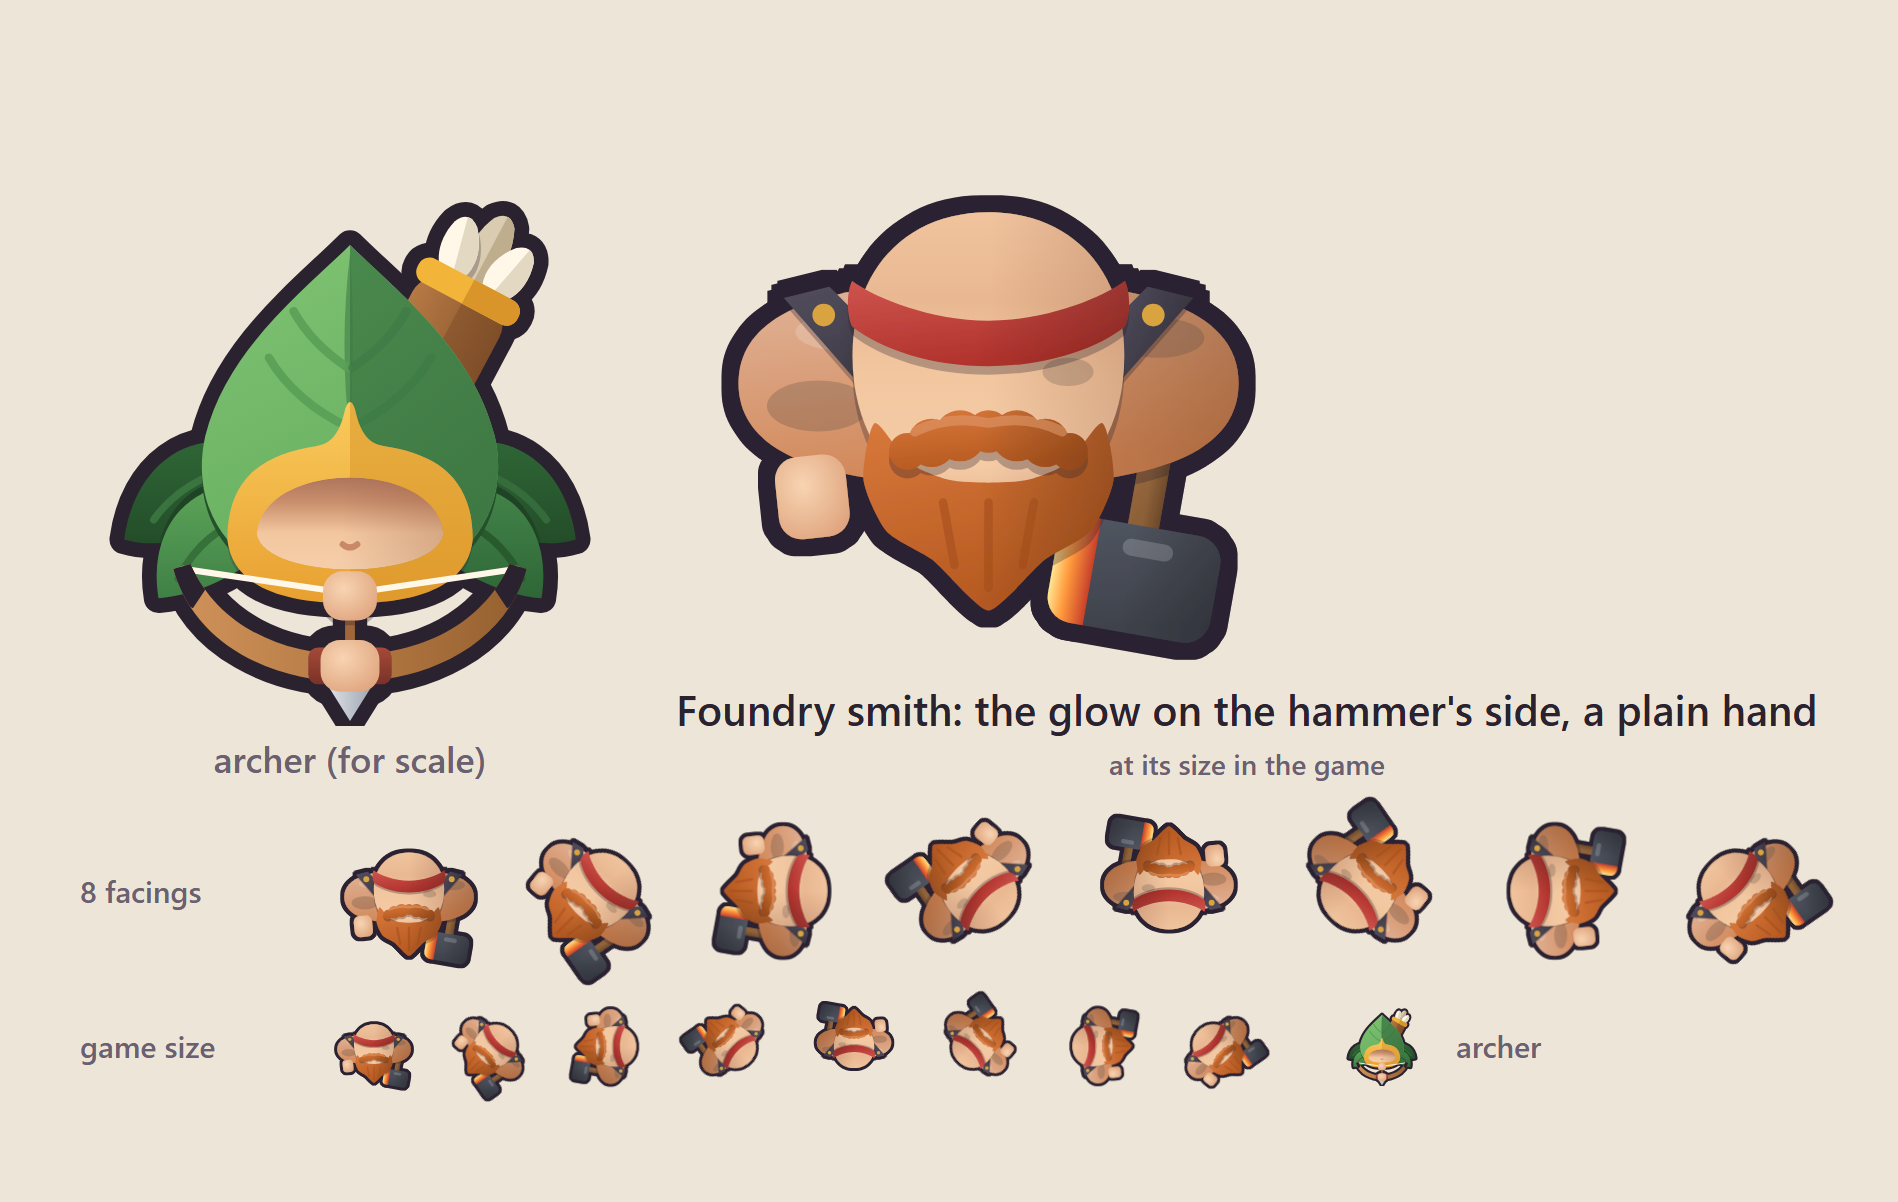 Foundry smith: the glow on the hammer's side, a plain hand
archer (for scale)
at its size in the game
8 facings
game size
archer